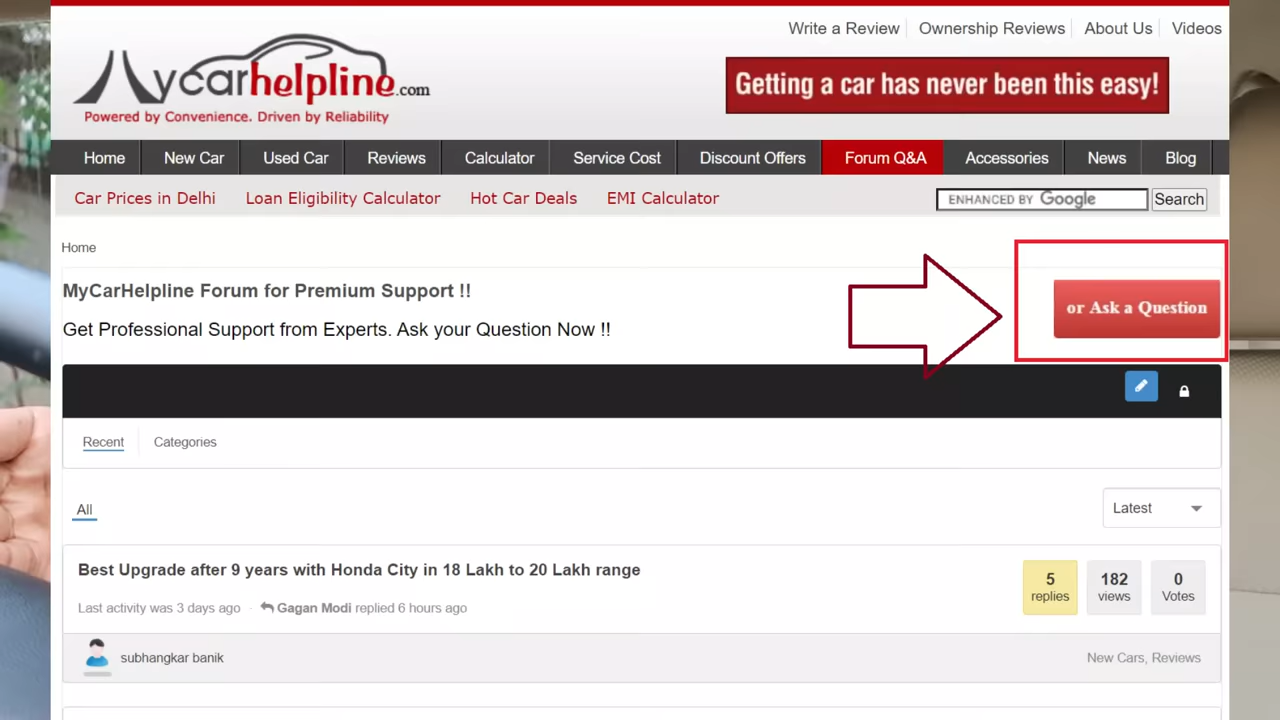 Write a Review Ownership Reviews About Us Videos
Mycarhelpline.com
Powered by Convenience. Driven by Reliability
Getting a car has never been this easy!
Home New Car Used Car Reviews Calculator Service Cost Discount Offers Forum Q&A Accessories News Blog
Car Prices in Delhi Loan Eligibility Calculator Hot Car Deals EMI Calculator ENHANCED BY Google Search
Home
MyCarHelpline Forum for Premium Support !!
or Ask a Question
Get Professional Support from Experts. Ask your Question Now !!
Recent Categories
All Latest
Best Upgrade after 9 years with Honda City in 18 Lakh to 20 Lakh range
5 182 0
replies views Votes
Last activity was 3 days ago · Gagan Modi replied 6 hours ago
subhangkar banik New Cars, Reviews